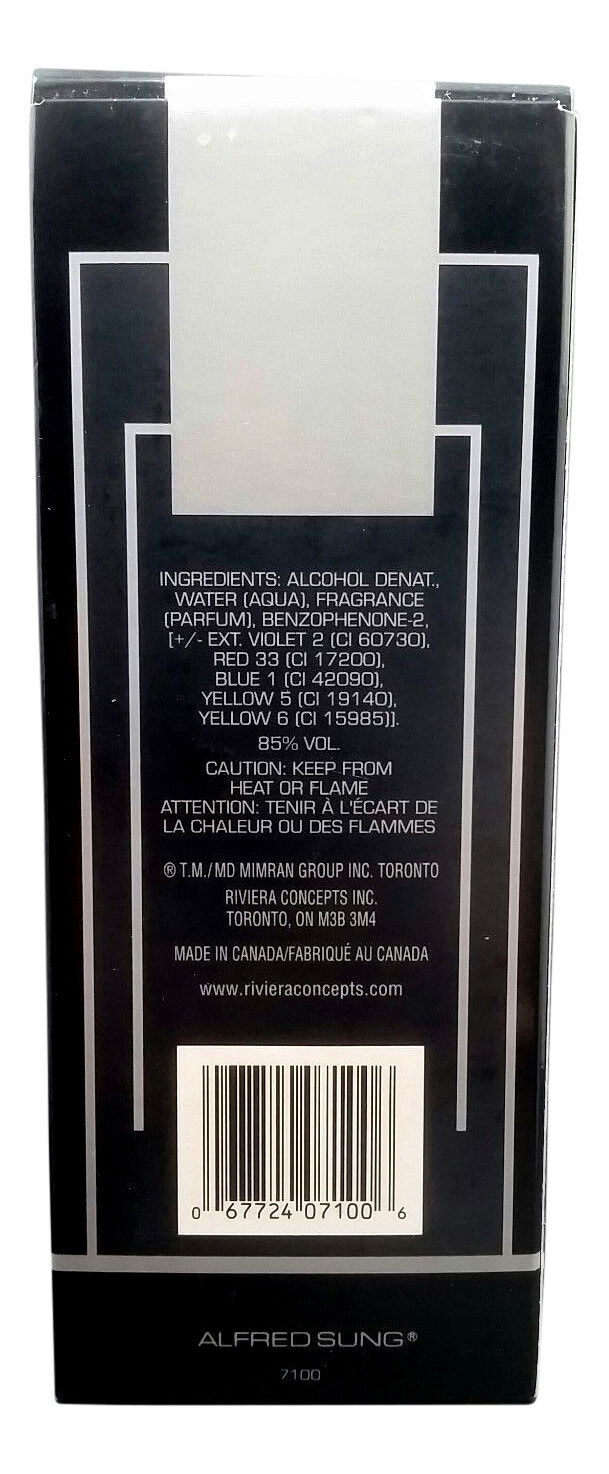 INGREDIENTS: ALCOHOL DENAT.,
WATER (AQUA), FRAGRANCE
(PARFUM), BENZOPHENONE-2,
[+/- EXT. VIOLET 2 (CI 60730),
RED 33 (CI 17200),
BLUE 1 (CI 42090),
YELLOW 5 (CI 19140),
YELLOW 6 (CI 15985)].
85% VOL.
CAUTION: KEEP FROM
HEAT OR FLAME
ATTENTION: TENIR À L'ÉCART DE
LA CHALEUR OU DES FLAMMES
® T.M./MD MIMRAN GROUP INC. TORONTO
RIVIERA CONCEPTS INC.
TORONTO, ON M3B 3M4
MADE IN CANADA/FABRIQUÉ AU CANADA
www.rivieraconcepts.com
0 67724 07100 6
ALFRED SUNG®
7100